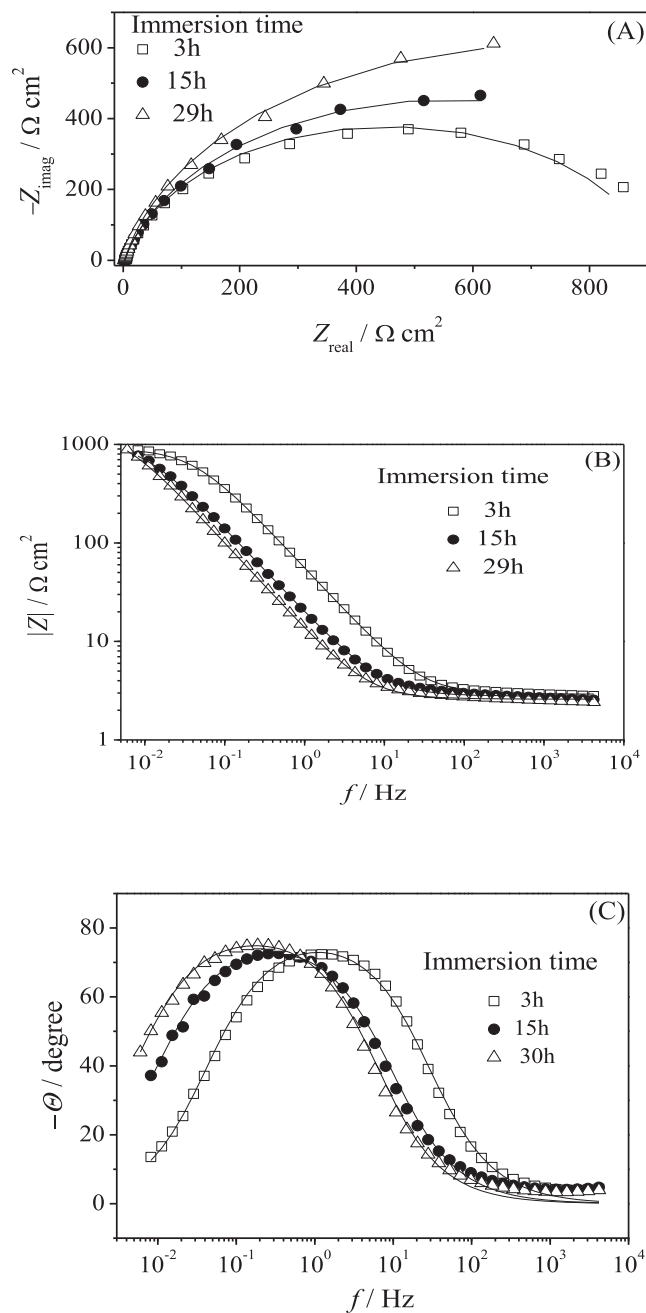 Immersion time
(A)
□ 3h
● 15h
△ 29h
600
400
200
0
−Z_imag / Ω cm²
0 200 400 600 800
Z_real / Ω cm²
(B)
Immersion time
□ 3h
● 15h
△ 29h
1000
100
10
1
|Z| / Ω cm²
10⁻² 10⁻¹ 10⁰ 10¹ 10² 10³ 10⁴
f / Hz
(C)
Immersion time
□ 3h
● 15h
△ 30h
80
60
40
20
0
−Θ / degree
10⁻² 10⁻¹ 10⁰ 10¹ 10² 10³ 10⁴
f / Hz